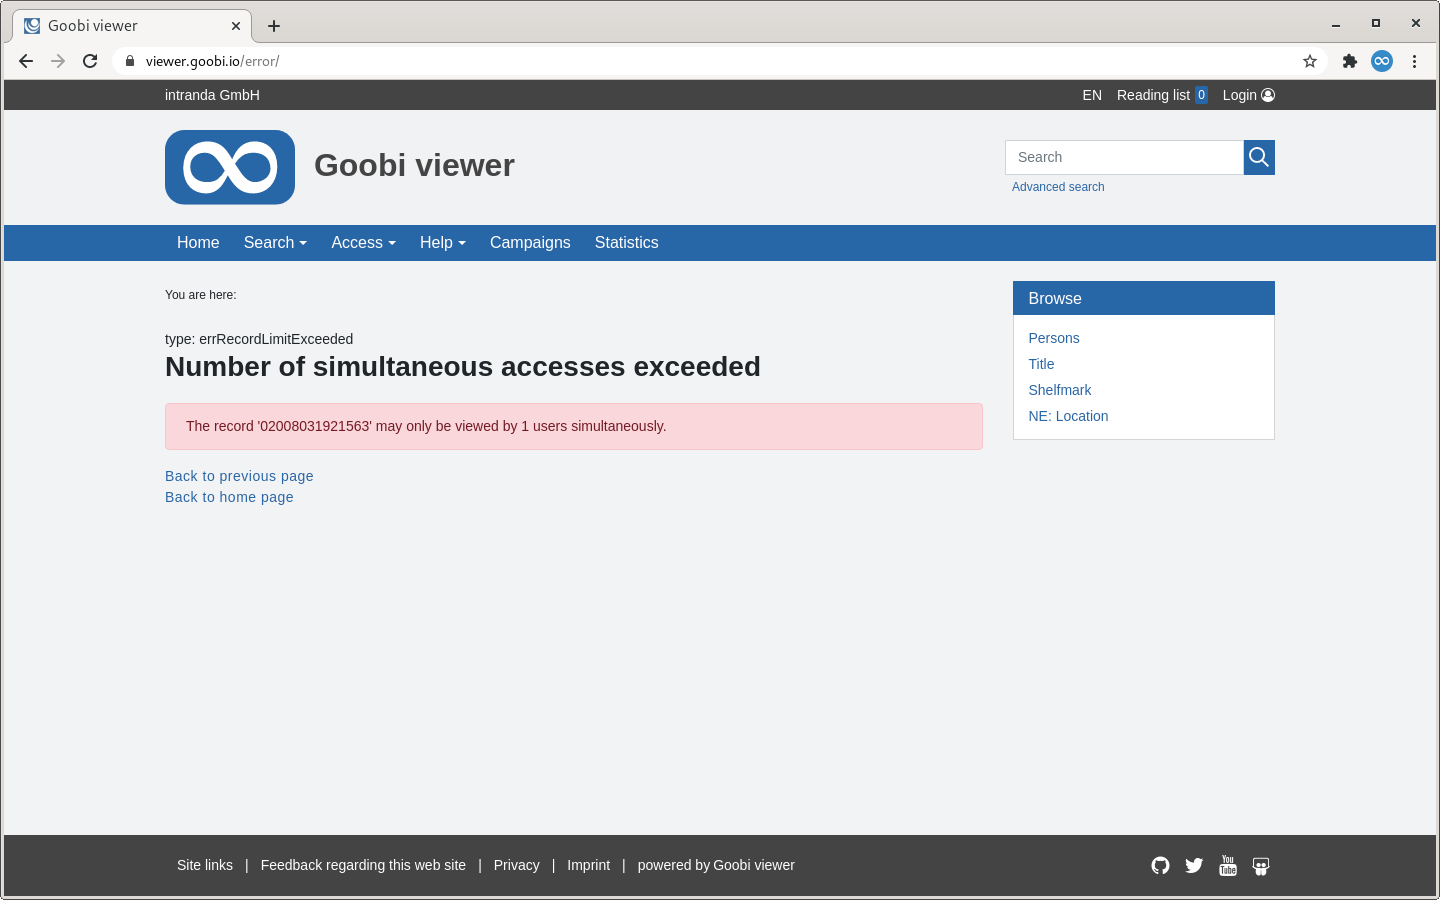 Goobi viewer
viewer.goobi.io/error/
intranda GmbH
EN Reading list 0 Login
Goobi viewer
Search
Advanced search
Home Search Access Help Campaigns Statistics
You are here:
type: errRecordLimitExceeded
Number of simultaneous accesses exceeded
The record '02008031921563' may only be viewed by 1 users simultaneously.
Back to previous page
Back to home page
Browse
Persons
Title
Shelfmark
NE: Location
Site links | Feedback regarding this web site | Privacy | Imprint | powered by Goobi viewer
You
Tube